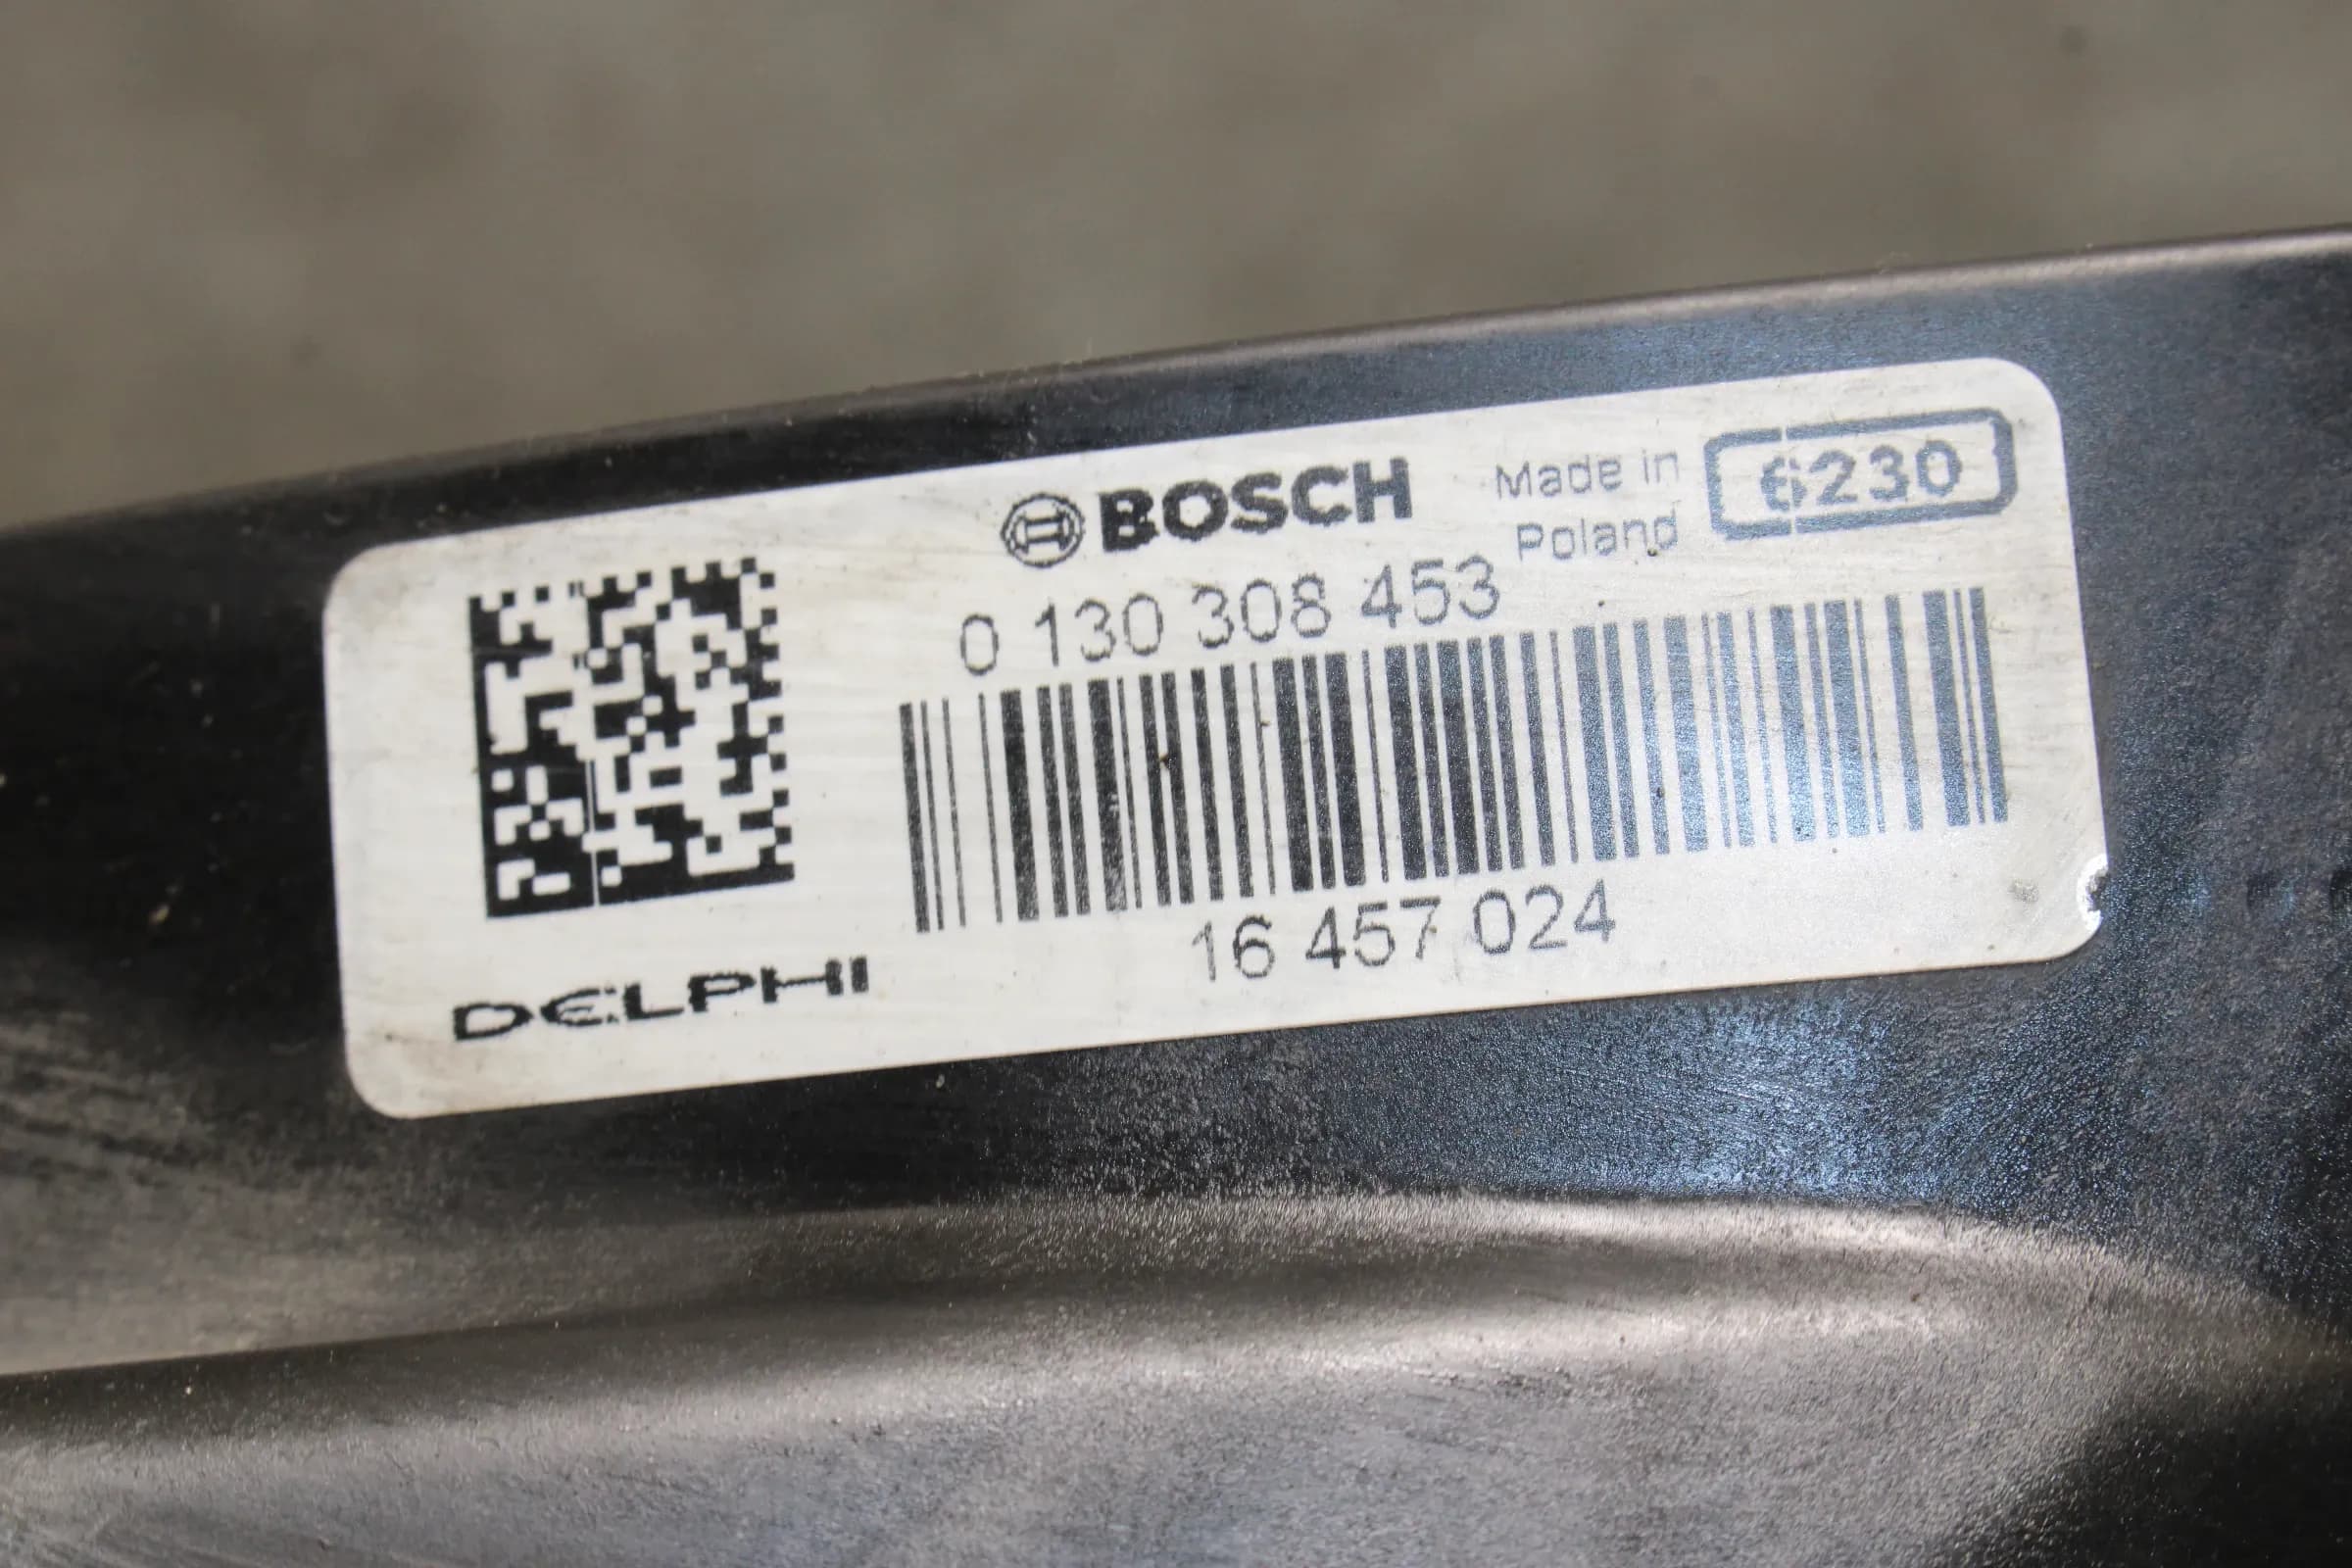 BOSCH
Made in
Poland
6230
0 130 308 453
16 457 024
DELPHI